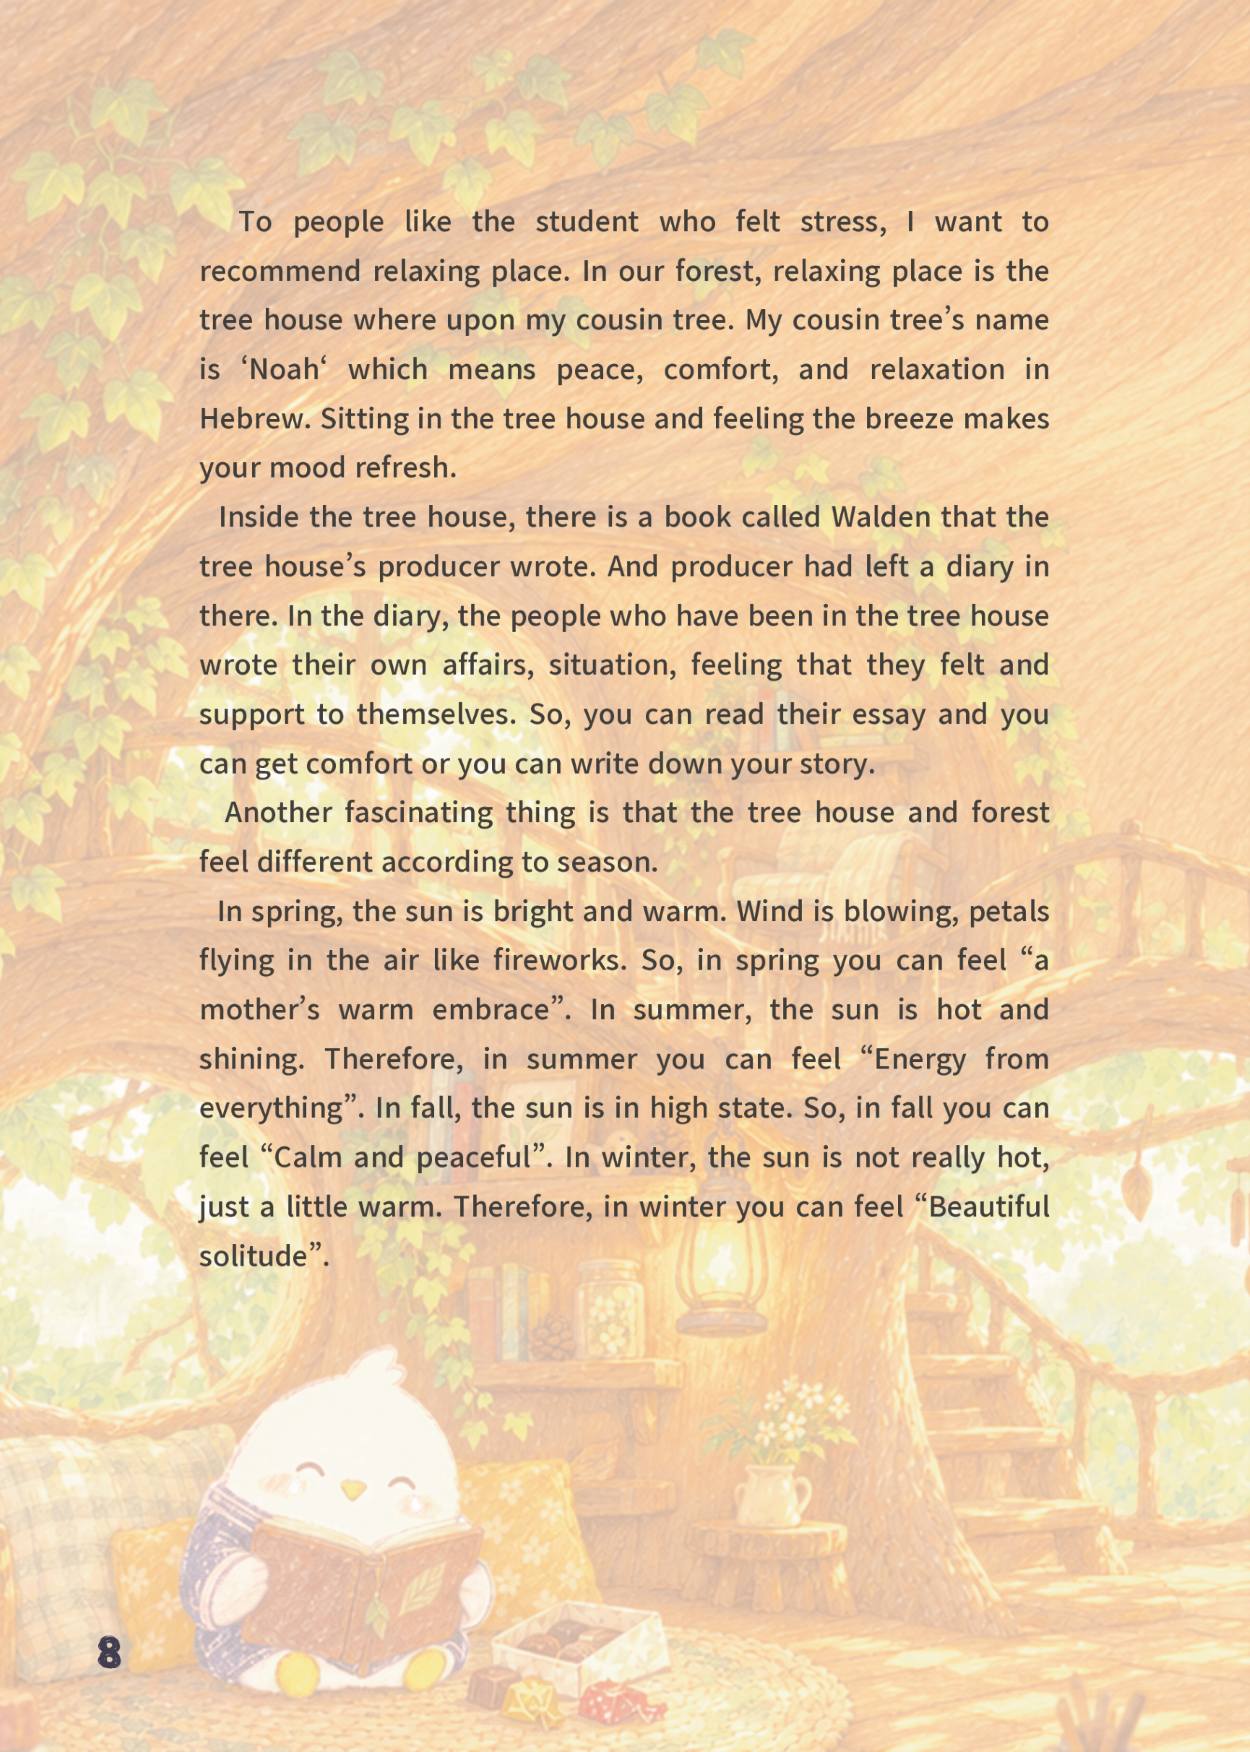 To people like the student who felt stress, I want to
recommend relaxing place. In our forest, relaxing place is the
tree house where upon my cousin tree. My cousin tree’s name
is ‘Noah‘ which means peace, comfort, and relaxation in
Hebrew. Sitting in the tree house and feeling the breeze makes
your mood refresh.
Inside the tree house, there is a book called Walden that the
tree house’s producer wrote. And producer had left a diary in
there. In the diary, the people who have been in the tree house
wrote their own affairs, situation, feeling that they felt and
support to themselves. So, you can read their essay and you
can get comfort or you can write down your story.
Another fascinating thing is that the tree house and forest
feel different according to season.
In spring, the sun is bright and warm. Wind is blowing, petals
flying in the air like fireworks. So, in spring you can feel “a
mother’s warm embrace”. In summer, the sun is hot and
shining. Therefore, in summer you can feel “Energy from
everything”. In fall, the sun is in high state. So, in fall you can
feel “Calm and peaceful”. In winter, the sun is not really hot,
just a little warm. Therefore, in winter you can feel “Beautiful
solitude”.
8